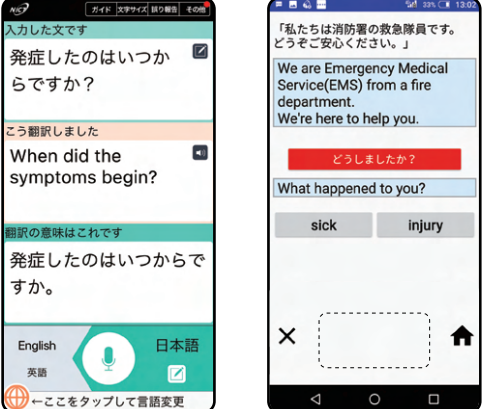 NICT
ガイド 文字サイズ 誤り報告 その他
入力した文です
発症したのはいつか
らですか？
こう翻訳しました
When did the
symptoms begin?
翻訳の意味はこれです
発症したのはいつからで
すか。
English
英語
日本語
←ここをタップして言語変更
33% 13:02
「私たちは消防署の救急隊員です。
どうぞご安心ください。」
We are Emergency Medical
Service(EMS) from a fire
department.
We're here to help you.
どうしましたか？
What happened to you?
sick injury